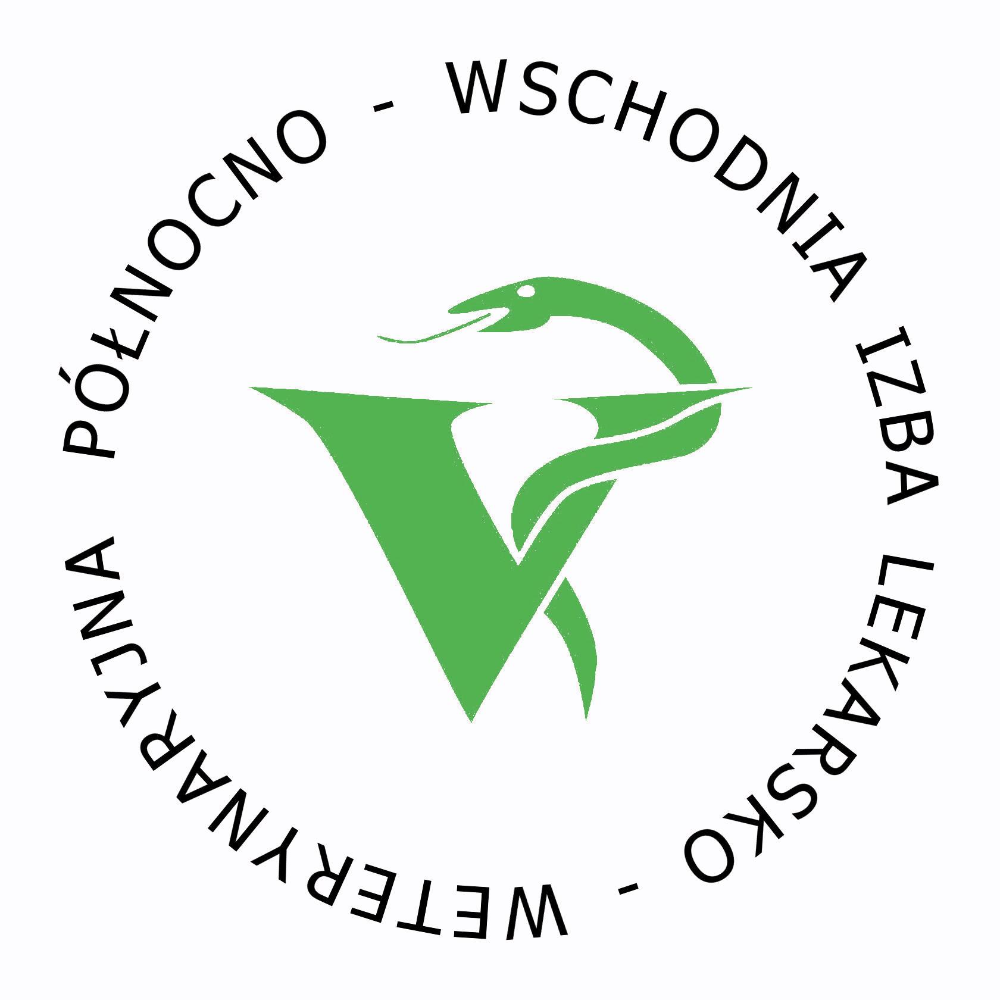 PÓŁNOCNO - WSCHODNIA IZBA LEKARSKO - WETERYNARYJNA